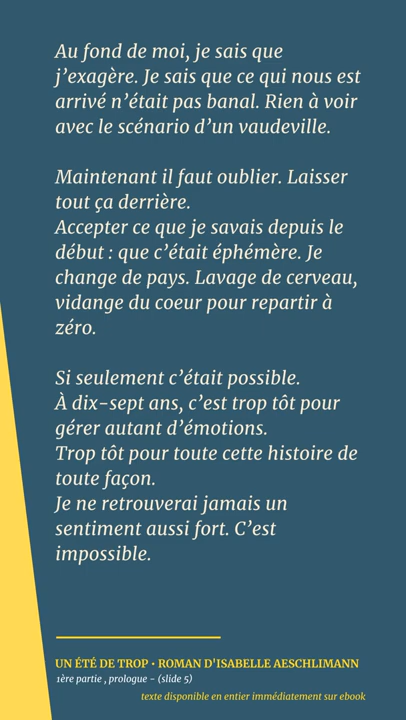 Au fond de moi, je sais que
j’exagère. Je sais que ce qui nous est
arrivé n’était pas banal. Rien à voir
avec le scénario d’un vaudeville.
Maintenant il faut oublier. Laisser
tout ça derrière.
Accepter ce que je savais depuis le
début : que c’était éphémère. Je
change de pays. Lavage de cerveau,
vidange du coeur pour repartir à
zéro.
Si seulement c’était possible.
À dix-sept ans, c’est trop tôt pour
gérer autant d’émotions.
Trop tôt pour toute cette histoire de
toute façon.
Je ne retrouverai jamais un
sentiment aussi fort. C’est
impossible.
UN ÉTÉ DE TROP • ROMAN D'ISABELLE AESCHLIMANN
1ère partie , prologue - (slide 5)
texte disponible en entier immédiatement sur ebook